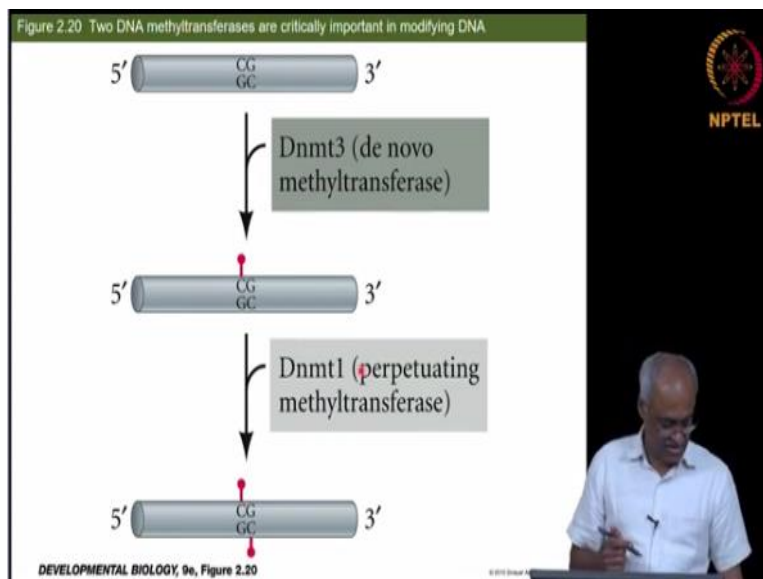 Figure 2.20 Two DNA methyltransferases are critically important in modifying DNA
NPTEL
5′ CG 3′
GC
Dnmt3 (de novo
methyltransferase)
5′ CG 3′
GC
Dnmt1 (perpetuating
methyltransferase)
5′ CG 3′
GC
DEVELOPMENTAL BIOLOGY, 9e, Figure 2.20